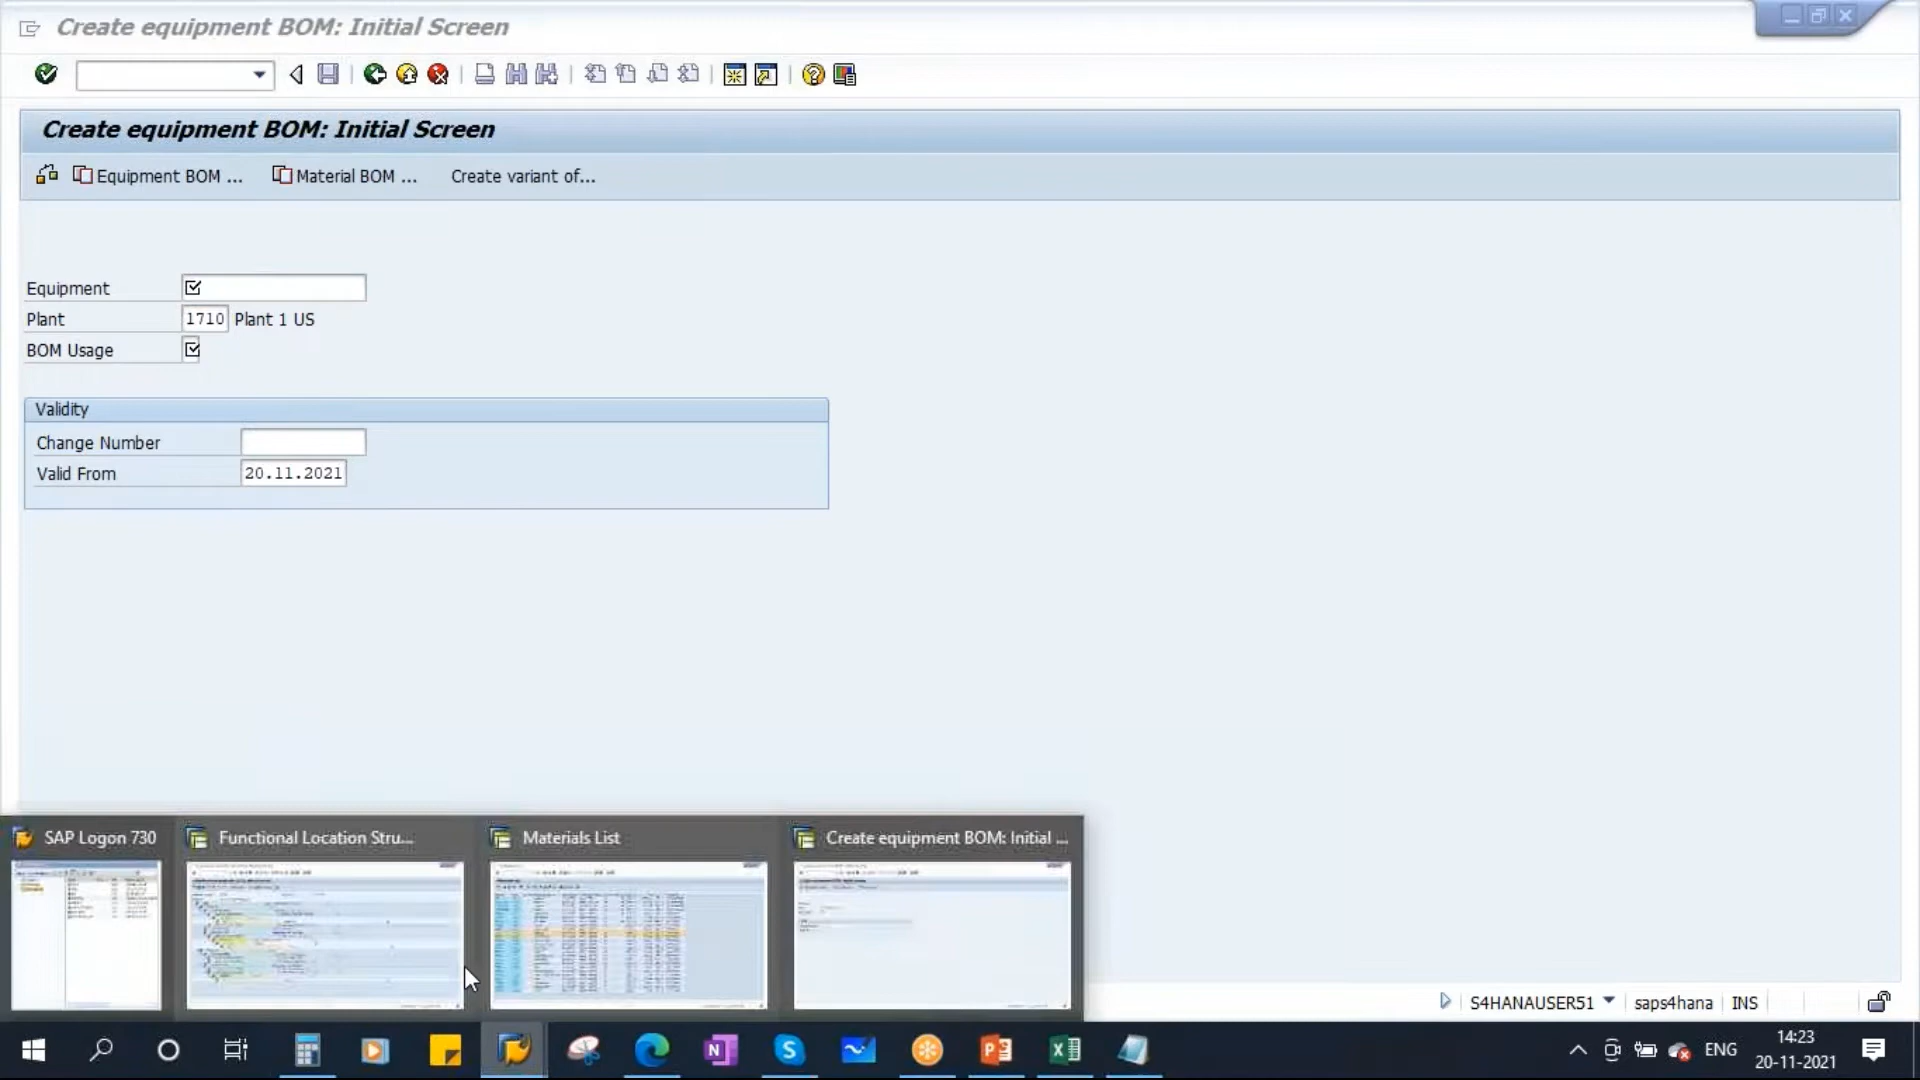 Create equipment BOM: Initial Screen
Create equipment BOM: Initial Screen
Equipment BOM ... Material BOM ... Create variant of...
Equipment
Plant 1710 Plant 1 US
BOM Usage
Validity
Change Number
Valid From 20.11.2021
SAP Logon 730 Functional Location Stru... Materials List Create equipment BOM: Initial ...
S4HANAUSER51 saps4hana INS
ENG 14:23
20-11-2021